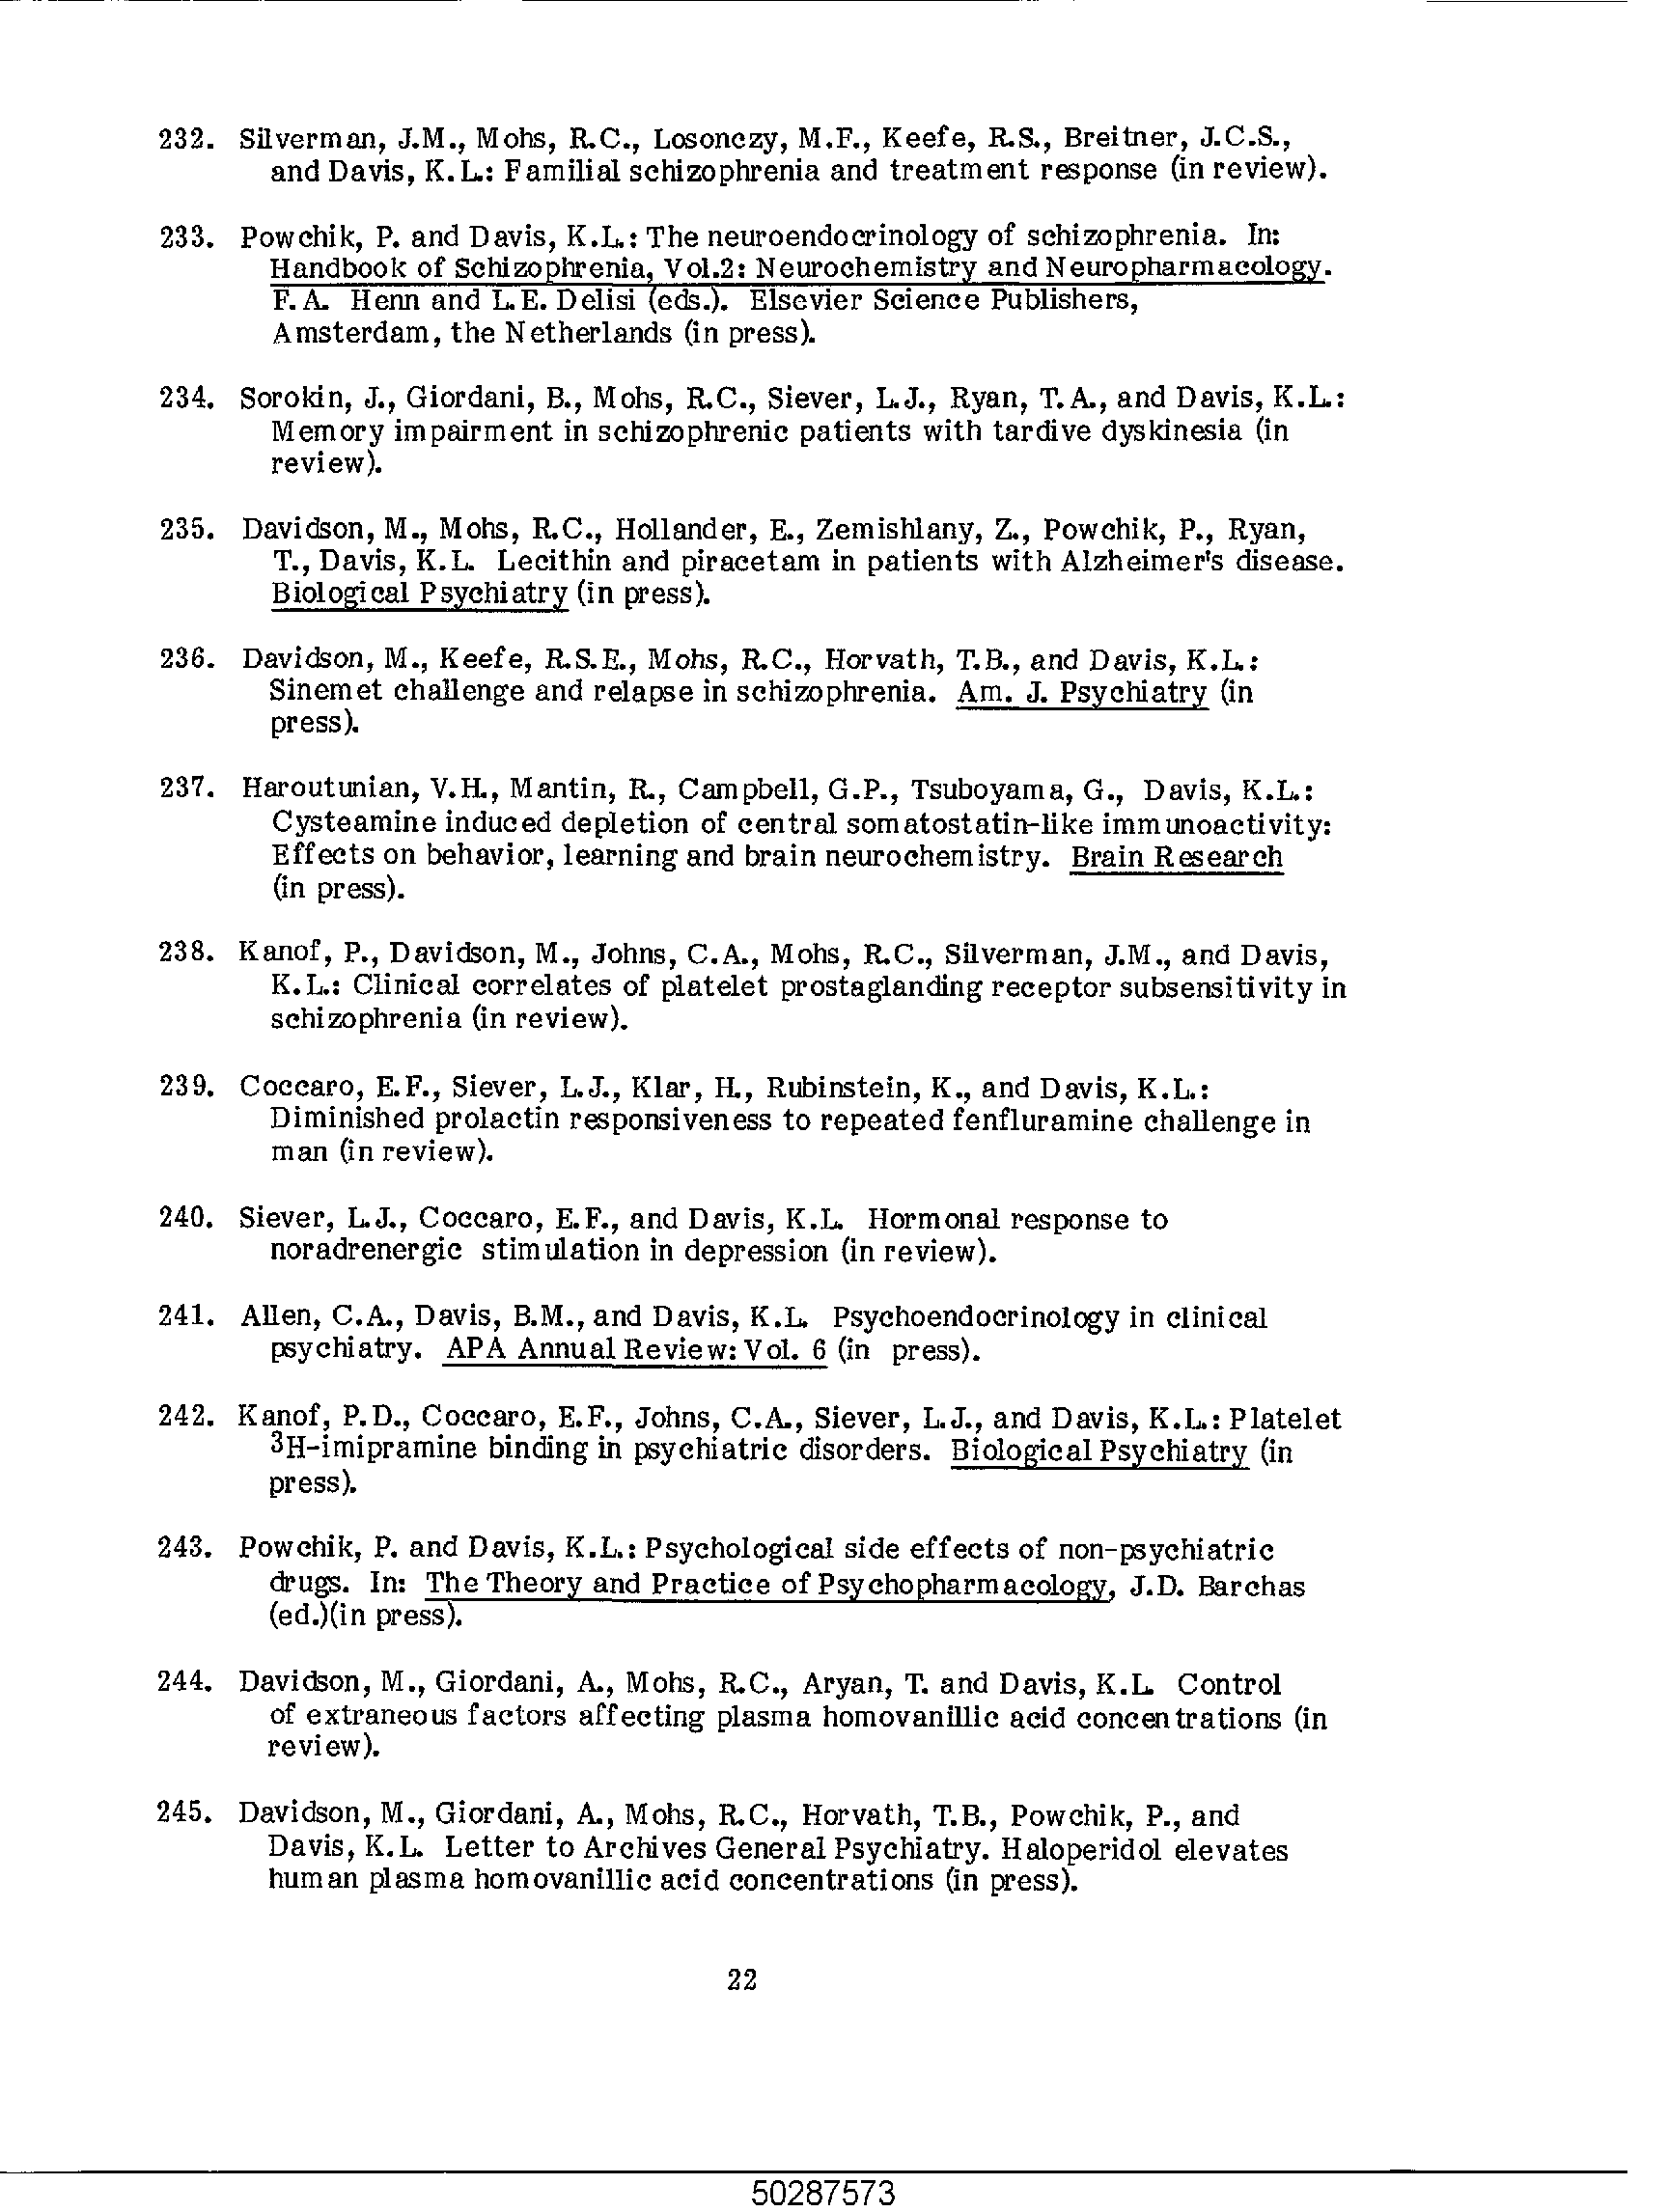 232. Silverman, J.M., Mohs, R.C., Losonczy, M.F., Keefe, R.S., Breitner, J.C.S.,
and Davis, K.L.: Familial schizophrenia and treatment response (in review).
233. Powchik, P. and Davis, K.L.: The neuroendocrinology of schizophrenia. In:
Handbook of Schizophrenia, Vol.2: Neurochemistry and Neuropharmacology.
F.A. Henn and L.E. Delisi (eds.). Elsevier Science Publishers,
Amsterdam, the Netherlands (in press).
234. Sorokin, J., Giordani, B., Mohs, R.C., Siever, L.J., Ryan, T.A., and Davis, K.L.:
Memory impairment in schizophrenic patients with tardive dyskinesia (in
review).
235. Davidson, M., Mohs, R.C., Hollander, E., Zemishlany, Z., Powchik, P., Ryan,
T., Davis, K.L. Lecithin and piracetam in patients with Alzheimer's disease.
Biological Psychiatry (in press).
236. Davidson, M., Keefe, R.S.E., Mohs, R.C., Horvath, T.B., and Davis, K.L.:
Sinemet challenge and relapse in schizophrenia. Am. J. Psychiatry (in
press).
237. Haroutunian, V.H., Mantin, R., Campbell, G.P., Tsuboyama, G., Davis, K.L.:
Cysteamine induced depletion of central somatostatin-like immunoactivity:
Effects on behavior, learning and brain neurochemistry. Brain Research
(in press).
238. Kanof, P., Davidson, M., Johns, C.A., Mohs, R.C., Silverman, J.M., and Davis,
K.L.: Clinical correlates of platelet prostaglanding receptor subsensitivity in
schizophrenia (in review).
239. Coccaro, E.F., Siever, L.J., Klar, H., Rubinstein, K., and Davis, K.L.:
Diminished prolactin responsiveness to repeated fenfluramine challenge in
man (in review).
240. Siever, L.J., Coccaro, E.F., and Davis, K.L. Hormonal response to
noradrenergic stimulation in depression (in review).
241. Allen, C.A., Davis, B.M., and Davis, K.L. Psychoendocrinology in clinical
psychiatry. APA Annual Review: Vol. 6 (in press).
242. Kanof, P.D., Coccaro, E.F., Johns, C.A., Siever, L.J., and Davis, K.L.: Platelet
³H-imipramine binding in psychiatric disorders. Biological Psychiatry (in
press).
243. Powchik, P. and Davis, K.L.: Psychological side effects of non-psychiatric
drugs. In: The Theory and Practice of Psychopharmacology, J.D. Barchas
(ed.)(in press).
244. Davidson, M., Giordani, A., Mohs, R.C., Aryan, T. and Davis, K.L. Control
of extraneous factors affecting plasma homovanillic acid concentrations (in
review).
245. Davidson, M., Giordani, A., Mohs, R.C., Horvath, T.B., Powchik, P., and
Davis, K.L. Letter to Archives General Psychiatry. Haloperidol elevates
human plasma homovanillic acid concentrations (in press).
22
50287573